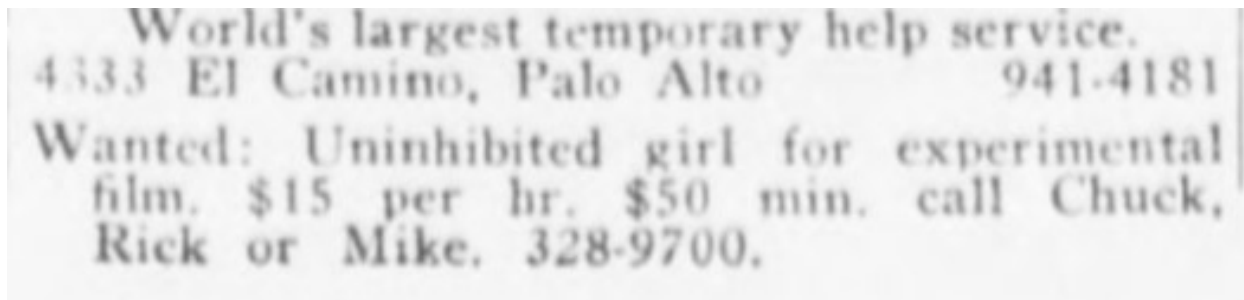 World's largest temporary help service.
4333 El Camino, Palo Alto 941-4181
Wanted: Uninhibited girl for experimental
film. $15 per hr. $50 min. call Chuck,
Rick or Mike. 328-9700.